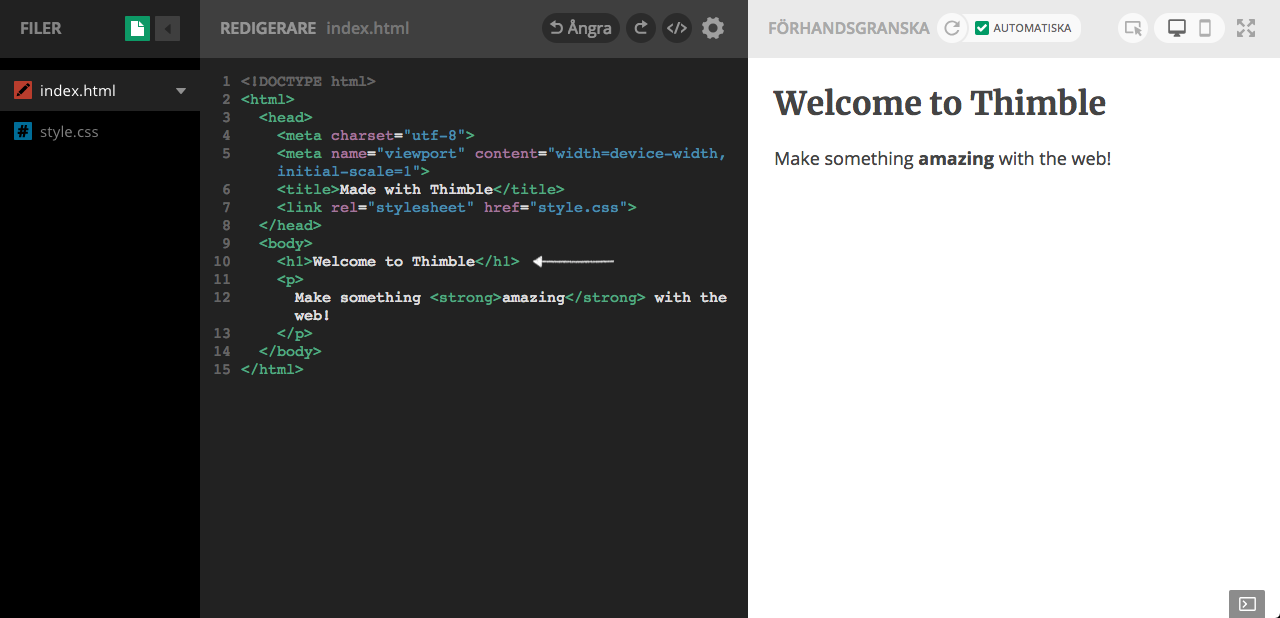 FILER
index.html
style.css
REDIGERARE index.html
Ångra
</>
1 <!DOCTYPE html>
2 <html>
3 <head>
4 <meta charset="utf-8">
5 <meta name="viewport" content="width=device-width,
initial-scale=1">
6 <title>Made with Thimble</title>
7 <link rel="stylesheet" href="style.css">
8 </head>
9 <body>
10 <h1>Welcome to Thimble</h1>
11 <p>
12 Make something <strong>amazing</strong> with the
web!
13 </p>
14 </body>
15 </html>
FÖRHANDSGRANSKA
AUTOMATISKA
Welcome to Thimble
Make something amazing with the web!